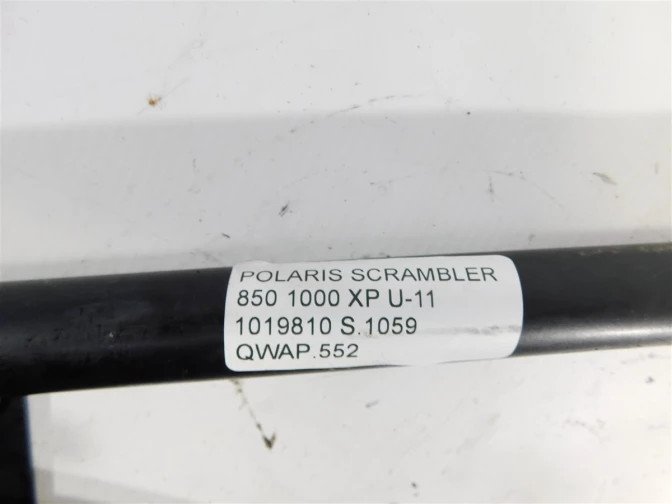 POLARIS SCRAMBLER
850 1000 XP U-11
1019810 S.1059
QWAP.552